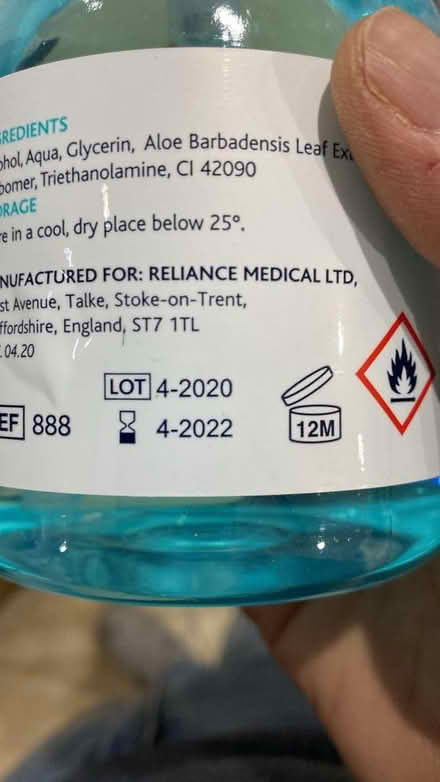 GREDIENTS
ohol, Aqua, Glycerin, Aloe Barbadensis Leaf Ex
bomer, Triethanolamine, CI 42090
ORAGE
re in a cool, dry place below 25°.
NUFACTURED FOR: RELIANCE MEDICAL LTD,
st Avenue, Talke, Stoke-on-Trent,
ffordshire, England, ST7 1TL
. 04.20
LOT 4-2020
EF 888
4-2022
12M